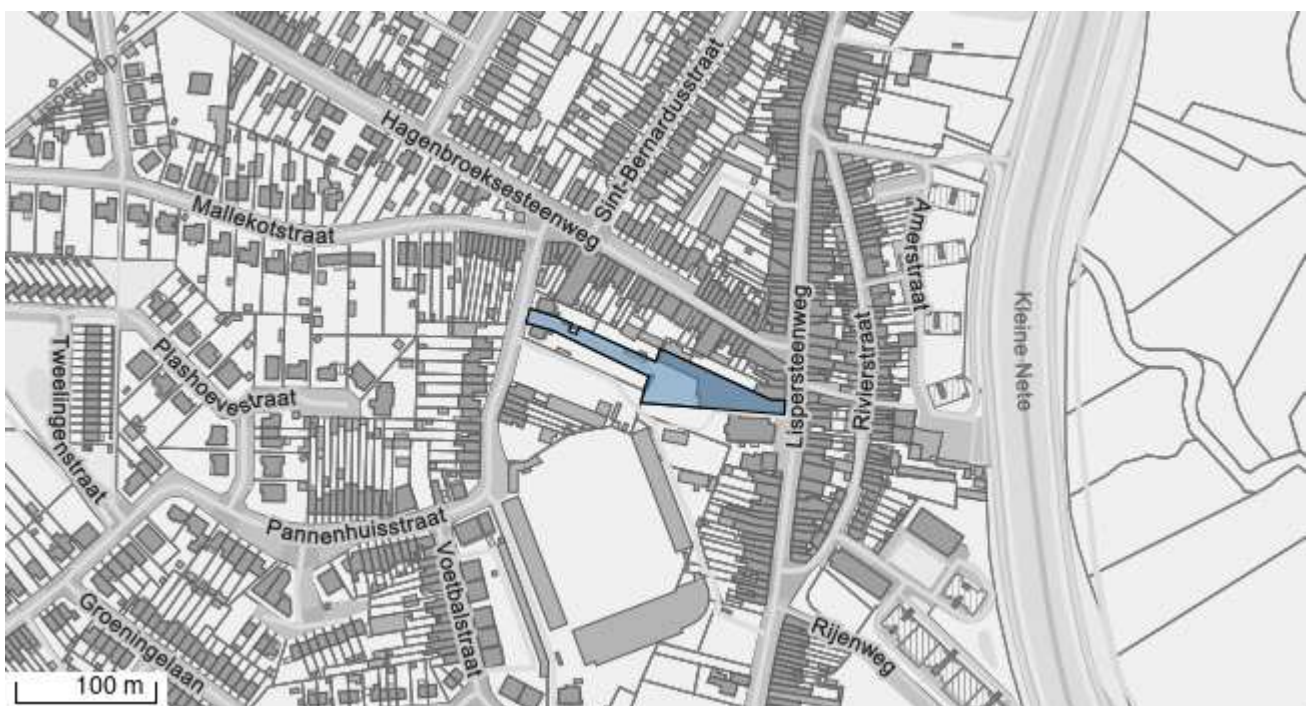 Hagenbroeksesteenweg
Sint-Bernardusstraat
Mallekotstraat
Amerstraat
Lispersteenweg
Rivierstraat
Kleine Nete
Plashoevestraat
Tweelingenstraat
Pannenhuisstraat
Voetbalstraat
Groeningelaan
Rijenweg
100 m